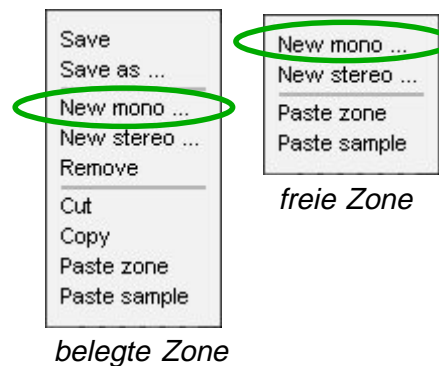 Save
Save as ...
New mono ...
New stereo ...
Remove
Cut
Copy
Paste zone
Paste sample
belegte Zone
New mono ...
New stereo ...
Paste zone
Paste sample
freie Zone